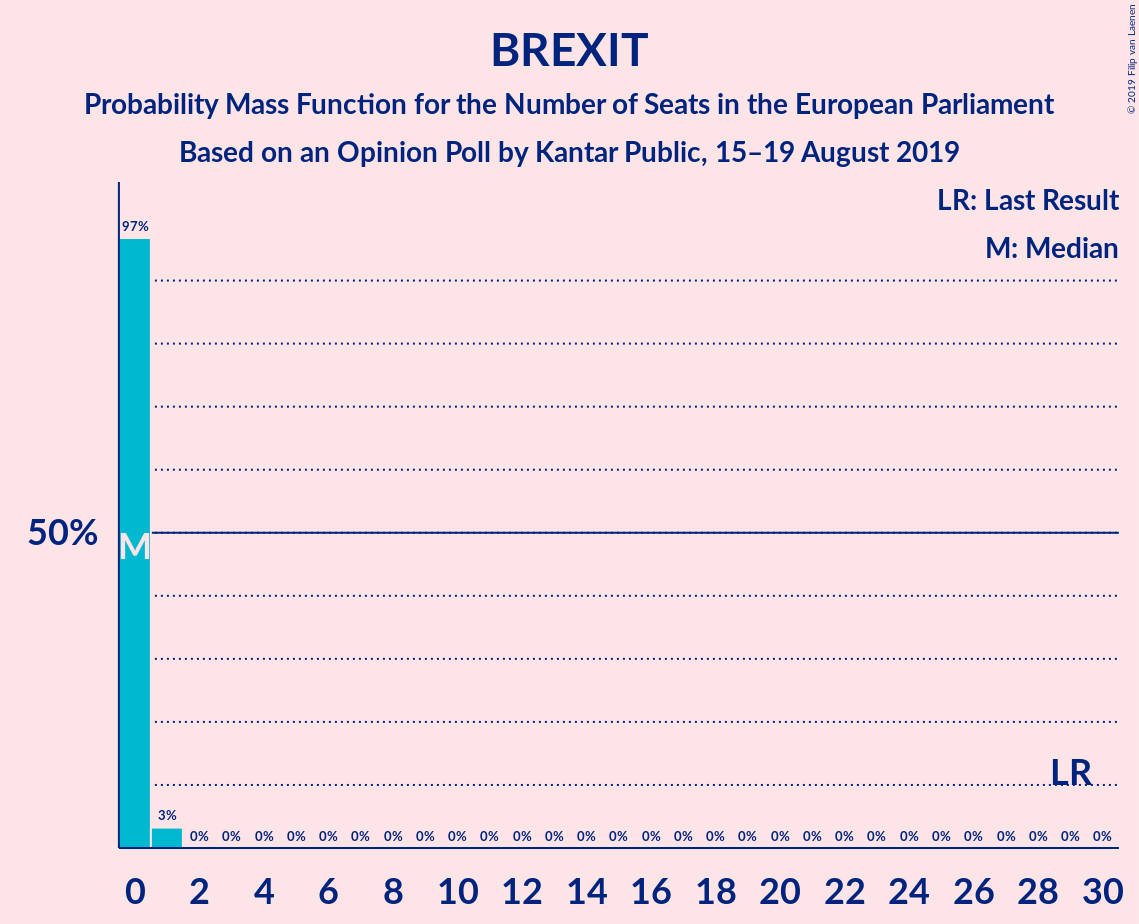 BREXIT
Probability Mass Function for the Number of Seats in the European Parliament
Based on an Opinion Poll by Kantar Public, 15–19 August 2019
© 2019 Filip van Laenen
LR: Last Result
M: Median
97%
50%
M
LR
3% 0% 0% 0% 0% 0% 0% 0% 0% 0% 0% 0% 0% 0% 0% 0% 0% 0% 0% 0% 0% 0% 0% 0% 0% 0% 0% 0% 0% 0%
0 2 4 6 8 10 12 14 16 18 20 22 24 26 28 30